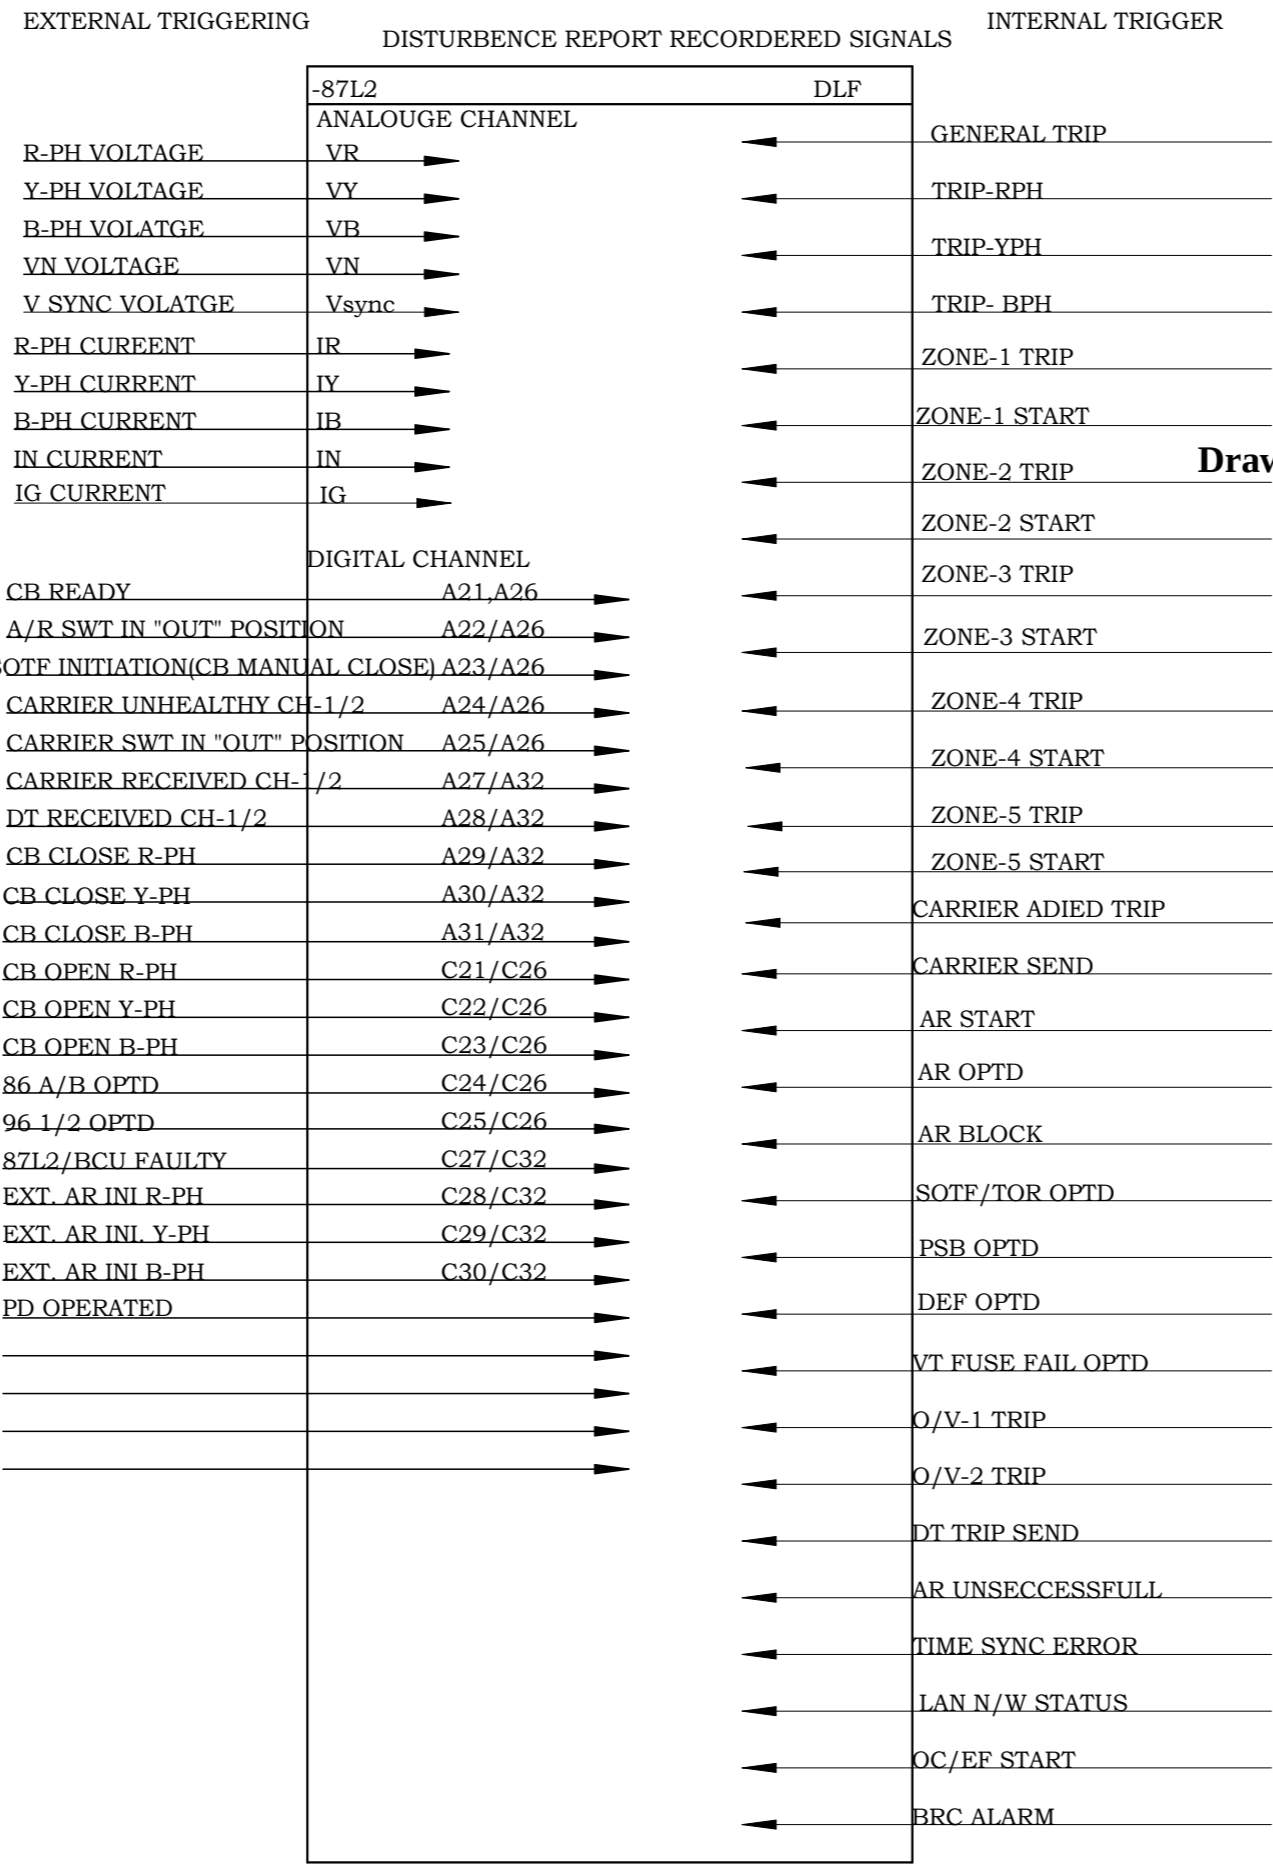 EXTERNAL TRIGGERING
INTERNAL TRIGGER
DISTURBENCE REPORT RECORDERED SIGNALS
-87L2 DLF
ANALOUGE CHANNEL
R-PH VOLTAGE VR
Y-PH VOLTAGE VY
B-PH VOLATGE VB
VN VOLTAGE VN
V SYNC VOLATGE Vsync
R-PH CUREENT IR
Y-PH CURRENT IY
B-PH CURRENT IB
IN CURRENT IN
IG CURRENT IG
DIGITAL CHANNEL
CB READY A21,A26
A/R SWT IN "OUT" POSITION A22/A26
SOTF INITIATION(CB MANUAL CLOSE) A23/A26
CARRIER UNHEALTHY CH-1/2 A24/A26
CARRIER SWT IN "OUT" POSITION A25/A26
CARRIER RECEIVED CH-1/2 A27/A32
DT RECEIVED CH-1/2 A28/A32
CB CLOSE R-PH A29/A32
CB CLOSE Y-PH A30/A32
CB CLOSE B-PH A31/A32
CB OPEN R-PH C21/C26
CB OPEN Y-PH C22/C26
CB OPEN B-PH C23/C26
86 A/B OPTD C24/C26
96 1/2 OPTD C25/C26
87L2/BCU FAULTY C27/C32
EXT. AR INI R-PH C28/C32
EXT. AR INI. Y-PH C29/C32
EXT. AR INI B-PH C30/C32
PD OPERATED
GENERAL TRIP
TRIP-RPH
TRIP-YPH
TRIP- BPH
ZONE-1 TRIP
ZONE-1 START
ZONE-2 TRIP
Draw
ZONE-2 START
ZONE-3 TRIP
ZONE-3 START
ZONE-4 TRIP
ZONE-4 START
ZONE-5 TRIP
ZONE-5 START
CARRIER ADIED TRIP
CARRIER SEND
AR START
AR OPTD
AR BLOCK
SOTF/TOR OPTD
PSB OPTD
DEF OPTD
VT FUSE FAIL OPTD
O/V-1 TRIP
O/V-2 TRIP
DT TRIP SEND
AR UNSECCESSFULL
TIME SYNC ERROR
LAN N/W STATUS
OC/EF START
BRC ALARM